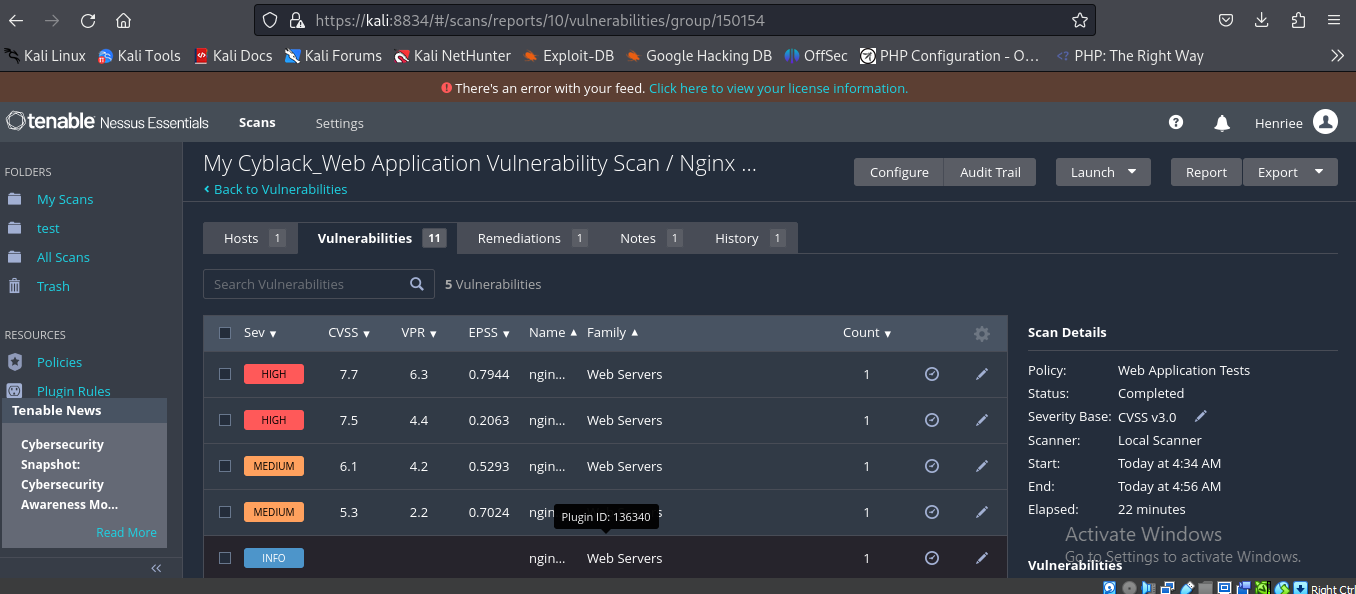 https://kali:8834/#/scans/reports/10/vulnerabilities/group/150154
Kali Linux Kali Tools Kali Docs Kali Forums Kali NetHunter Exploit-DB Google Hacking DB OffSec PHP Configuration - O... PHP: The Right Way
There's an error with your feed. Click here to view your license information.
tenable Nessus Essentials Scans Settings Henriee
FOLDERS
My Scans
test
All Scans
Trash
RESOURCES
Policies
Plugin Rules
Tenable News
Cybersecurity
Snapshot:
Cybersecurity
Awareness Mo...
Read More
My Cyblack_Web Application Vulnerability Scan / Nginx ...
Back to Vulnerabilities
Configure Audit Trail Launch Report Export
Hosts 1 Vulnerabilities 11 Remediations 1 Notes 1 History 1
Search Vulnerabilities 5 Vulnerabilities
Sev CVSS VPR EPSS Name Family Count
HIGH 7.7 6.3 0.7944 ngin... Web Servers 1
HIGH 7.5 4.4 0.2063 ngin... Web Servers 1
MEDIUM 6.1 4.2 0.5293 ngin... Web Servers 1
MEDIUM 5.3 2.2 0.7024 1
Plugin ID: 136340
INFO ngin... Web Servers 1
Scan Details
Policy: Web Application Tests
Status: Completed
Severity Base: CVSS v3.0
Scanner: Local Scanner
Start: Today at 4:34 AM
End: Today at 4:56 AM
Elapsed: 22 minutes
Vulnerabilities
Activate Windows
Go to Settings to activate Windows.
Right Ctrl